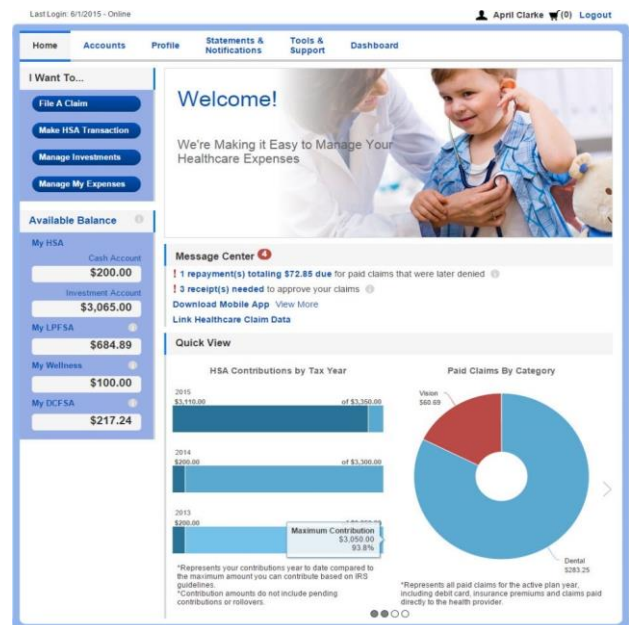 Last Login: 6/1/2015 - Online
April Clarke (0) Logout
Home Accounts Profile Statements & Notifications Tools & Support Dashboard
I Want To...
File A Claim
Make HSA Transaction
Manage Investments
Manage My Expenses
Available Balance
My HSA
Cash Account
$200.00
Investment Account
$3,065.00
My LPFSA
$684.89
My Wellness
$100.00
My DCFSA
$217.24
Welcome!
We're Making it Easy to Manage Your
Healthcare Expenses
Message Center 4
! 1 repayment(s) totaling $72.85 due for paid claims that were later denied
! 3 receipt(s) needed to approve your claims
Download Mobile App View More
Link Healthcare Claim Data
Quick View
HSA Contributions by Tax Year
2015
$3,110.00 of $3,350.00
2014
$200.00 of $3,300.00
2013
$200.00
Maximum Contribution
$3,050.00
93.8%
*Represents your contributions year to date compared to
the maximum amount you can contribute based on IRS
guidelines.
*Contribution amounts do not include pending
contributions or rollovers.
Paid Claims By Category
Vision
$60.69
Dental
$283.25
*Represents all paid claims for the active plan year,
including debit card, insurance premiums and claims paid
directly to the health provider.